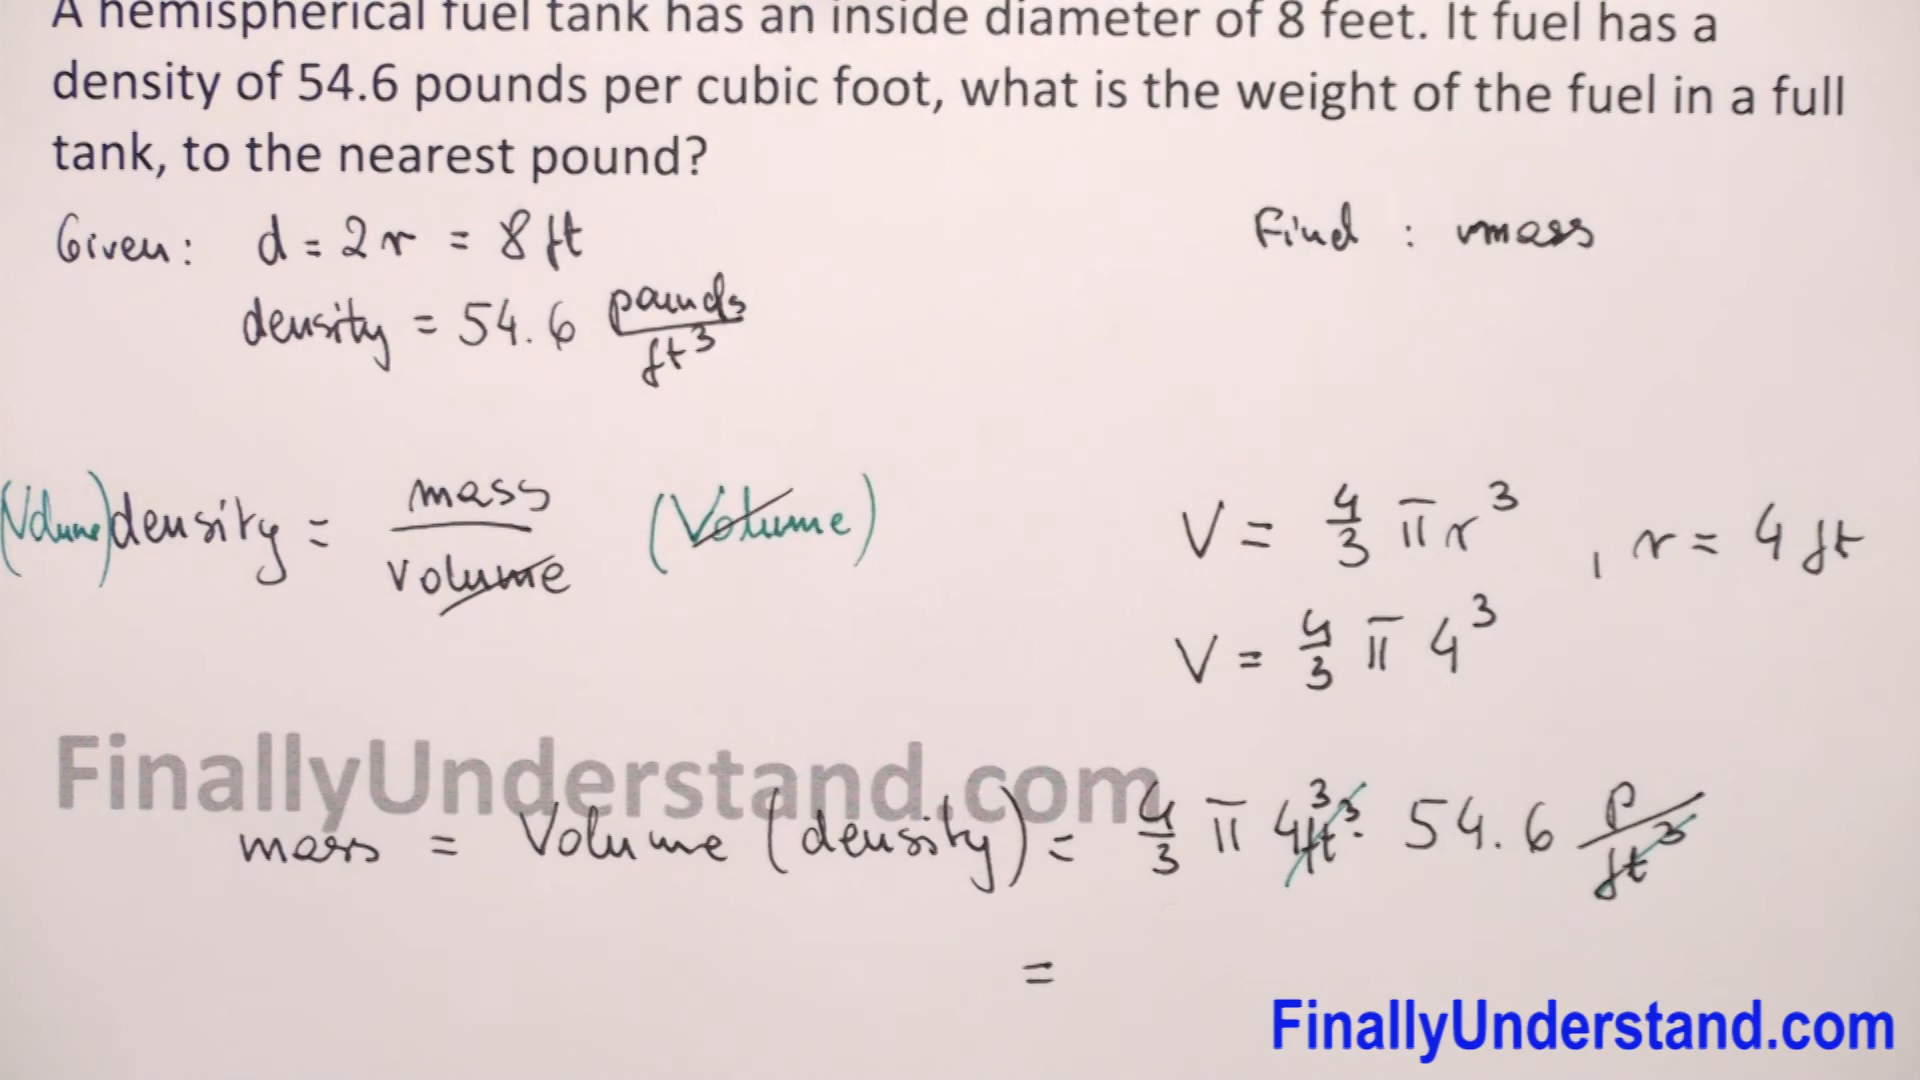 A hemispherical fuel tank has an inside diameter of 8 feet. It fuel has a
density of 54.6 pounds per cubic foot, what is the weight of the fuel in a full
tank, to the nearest pound?
Given: d = 2r = 8 ft
Find : mass
density = 54.6 pounds/ft³
(Volume) density = mass/volume (Volume)
V = 4/3 π r³ , r = 4 ft
V = 4/3 π 4³
FinallyUnderstand.com
mass = Volume (density) = 4/3 π 4³ ft³ · 54.6 p/ft³
=
FinallyUnderstand.com